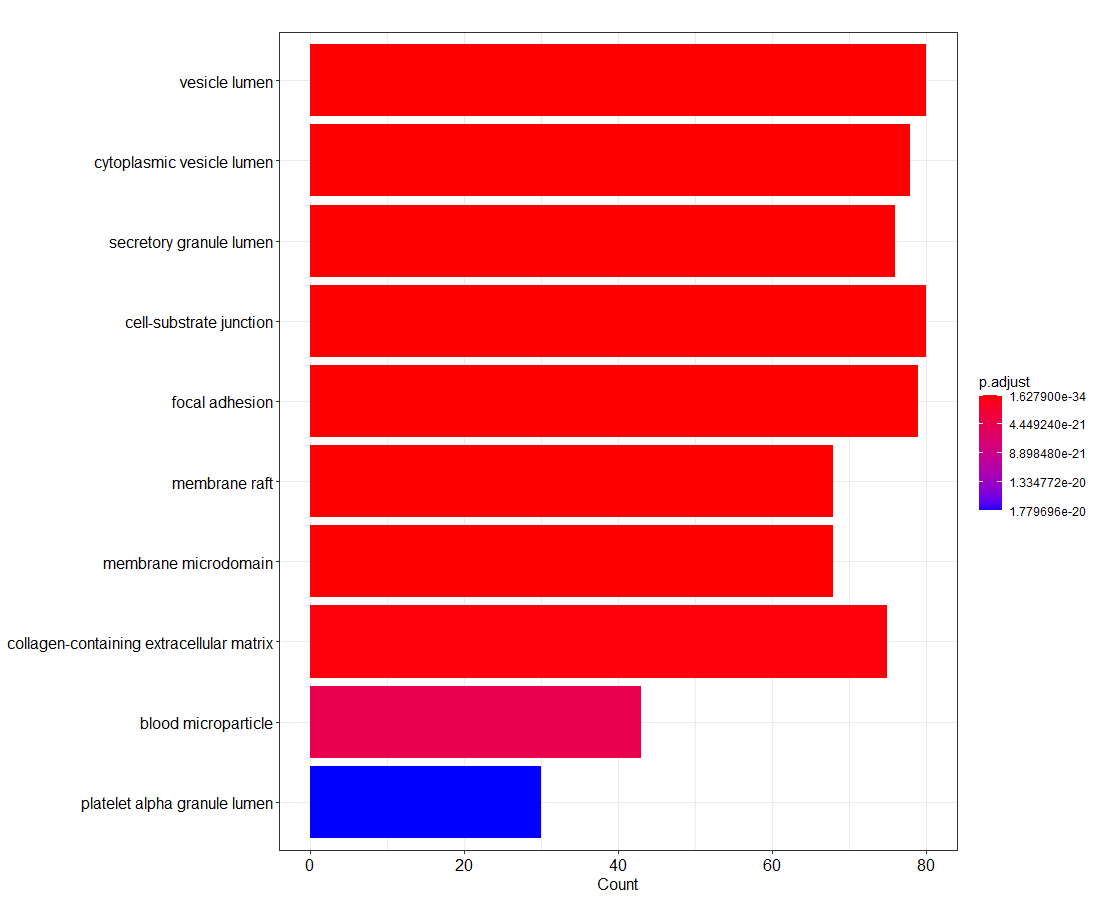 vesicle lumen
cytoplasmic vesicle lumen
secretory granule lumen
cell-substrate junction
focal adhesion
membrane raft
membrane microdomain
collagen-containing extracellular matrix
blood microparticle
platelet alpha granule lumen
0 20 40 60 80
Count
p.adjust
1.627900e-34
4.449240e-21
8.898480e-21
1.334772e-20
1.779696e-20